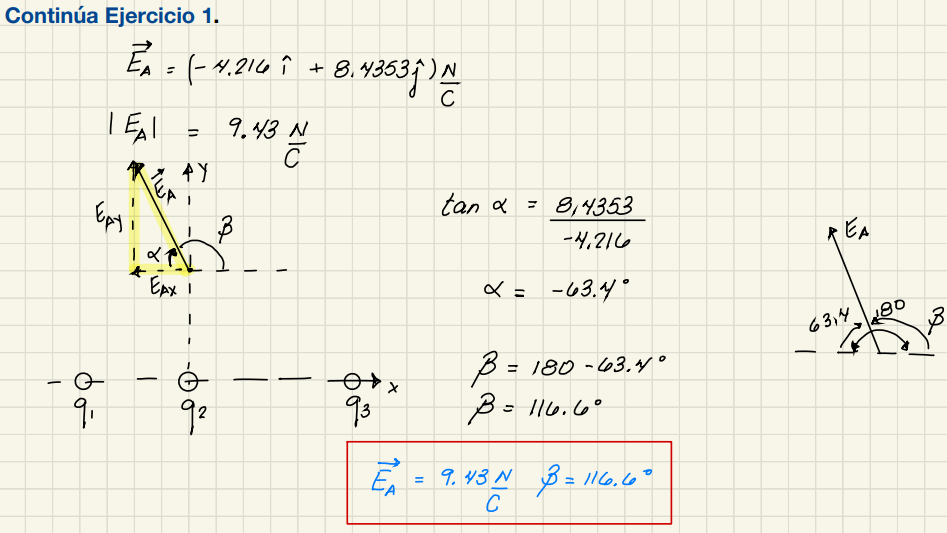 Continúa Ejercicio 1.
E⃗A = (-4.216 î + 8.4353 ĵ) N/C
|EA| = 9.43 N/C
y
E⃗A
EAY
α
β
EAX
x
q1 q2 q3
tan α = 8,4353 / -4.216
α = -63.4°
β = 180 - 63.4°
β = 116.6°
EA
63,4
180
β
E⃗A = 9.43 N/C β = 116.6°